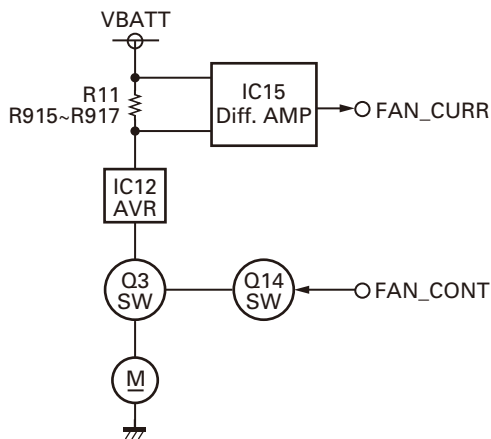 VBATT
R11
R915~R917
IC15
Diff. AMP
FAN_CURR
IC12
AVR
Q3
SW
Q14
SW
FAN_CONT
M